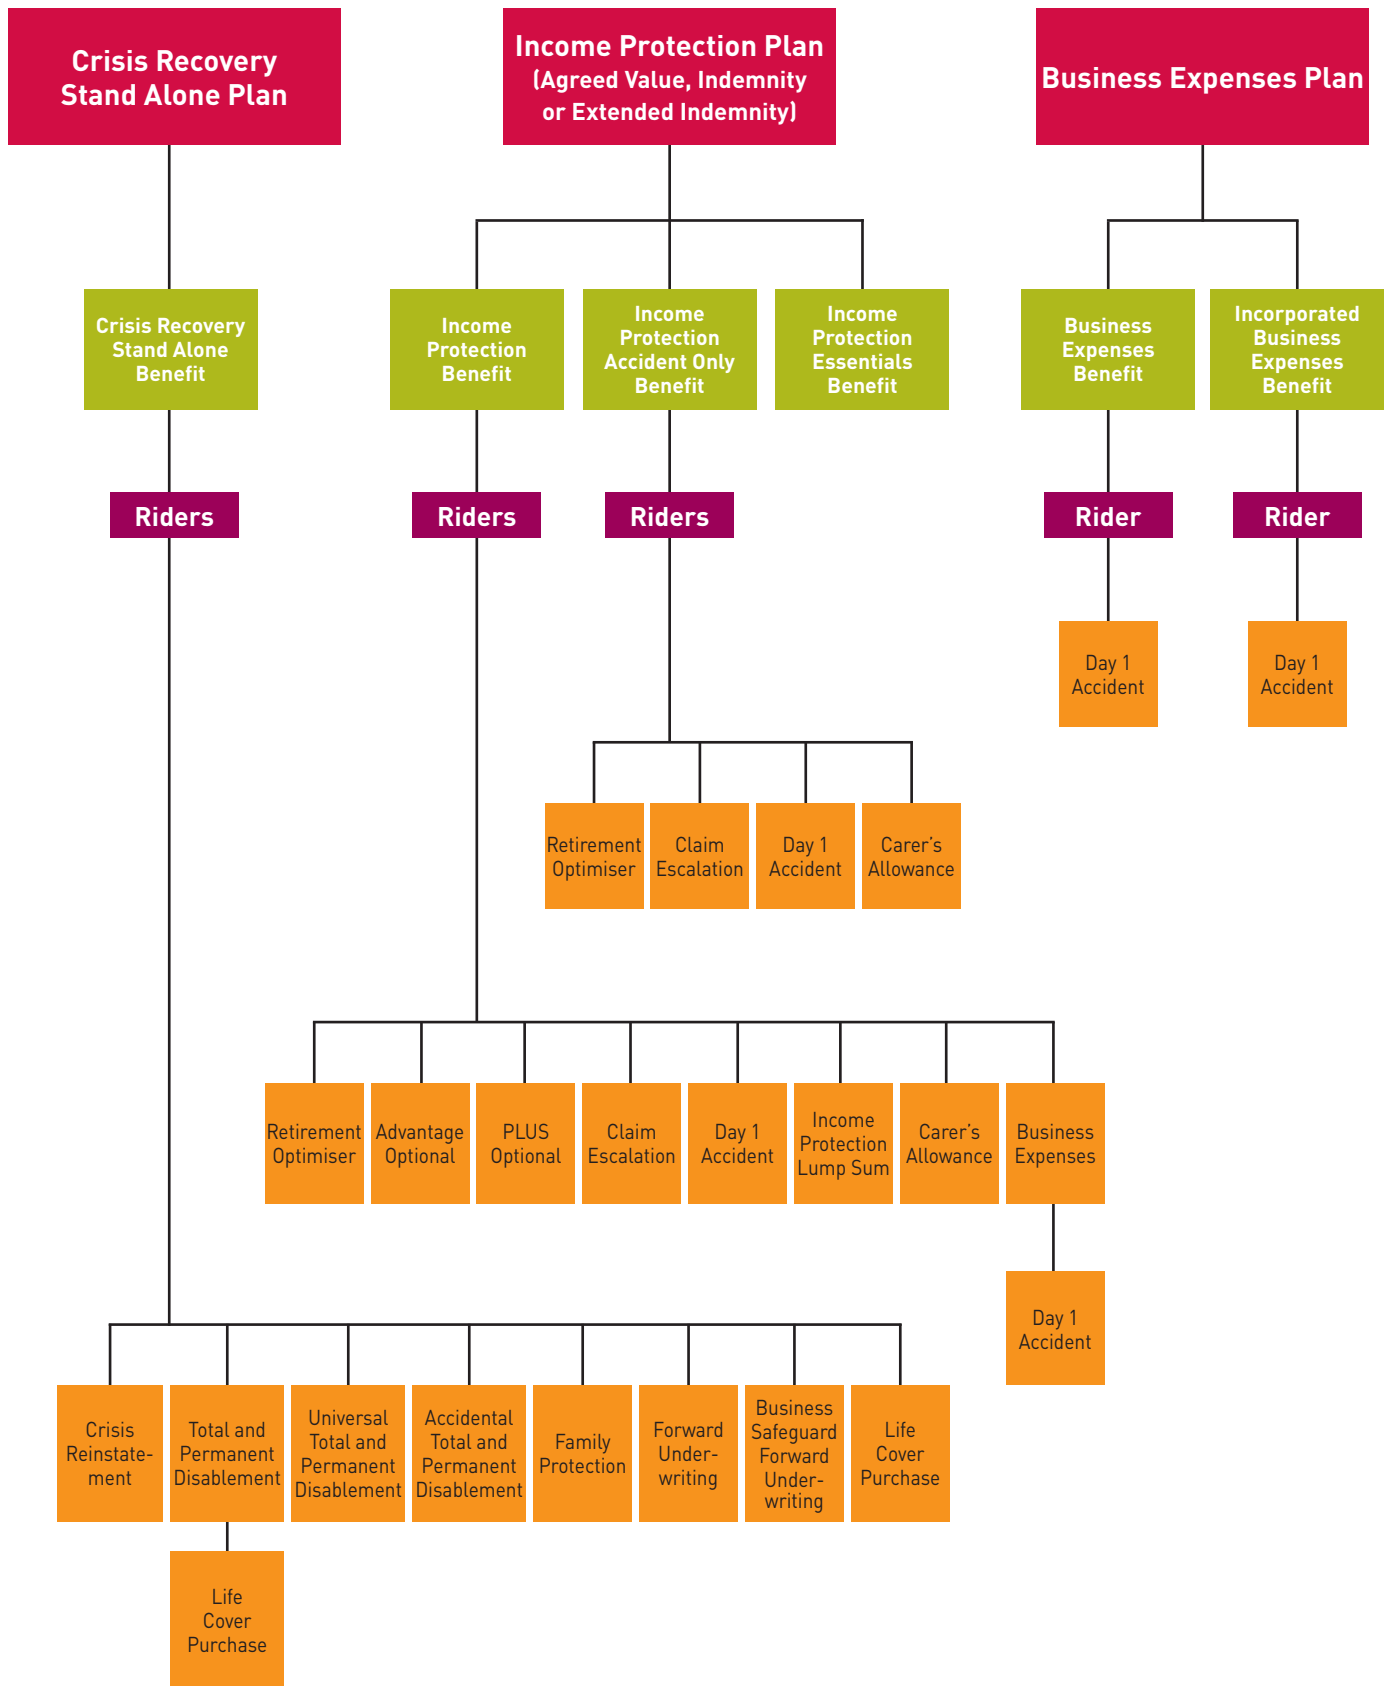 Crisis Recovery
Stand Alone Plan
Income Protection Plan
(Agreed Value, Indemnity
or Extended Indemnity)
Business Expenses Plan
Crisis Recovery
Stand Alone
Benefit
Income
Protection
Benefit
Income
Protection
Accident Only
Benefit
Income
Protection
Essentials
Benefit
Business
Expenses
Benefit
Incorporated
Business
Expenses
Benefit
Riders
Riders
Riders
Rider
Rider
Day 1
Accident
Day 1
Accident
Retirement
Optimiser
Claim
Escalation
Day 1
Accident
Carer’s
Allowance
Retirement
Optimiser
Advantage
Optional
PLUS
Optional
Claim
Escalation
Day 1
Accident
Income
Protection
Lump Sum
Carer’s
Allowance
Business
Expenses
Day 1
Accident
Crisis
Reinstate-
ment
Total and
Permanent
Disablement
Universal
Total and
Permanent
Disablement
Accidental
Total and
Permanent
Disablement
Family
Protection
Forward
Under-
writing
Business
Safeguard
Forward
Under-
writing
Life
Cover
Purchase
Life
Cover
Purchase